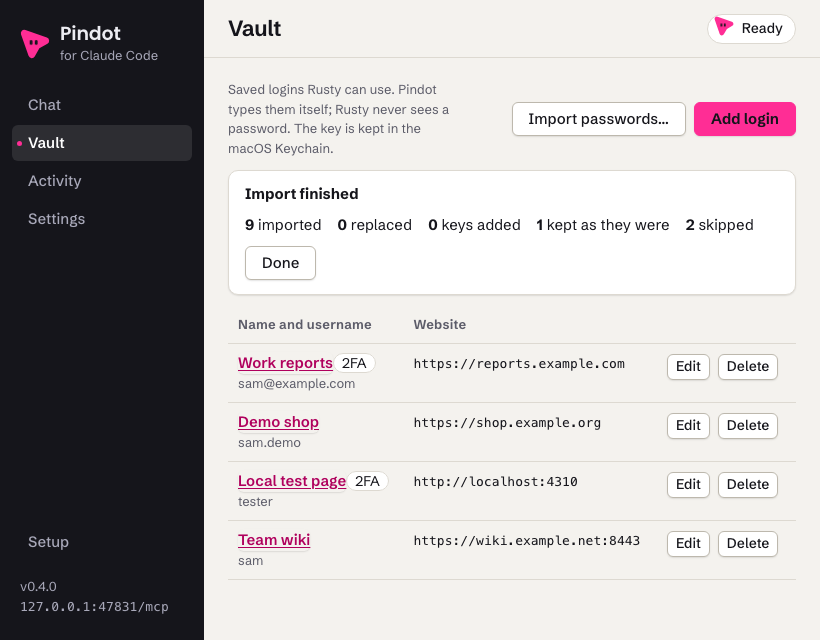 Pindot
for Claude Code
Chat
Vault
Activity
Settings
Setup
v0.4.0
127.0.0.1:47831/mcp
Vault
Ready
Saved logins Rusty can use. Pindot
types them itself; Rusty never sees a
password. The key is kept in the
macOS Keychain.
Import passwords…
Add login
Import finished
9 imported 0 replaced 0 keys added 1 kept as they were 2 skipped
Done
Name and username Website
Work reports 2FA https://reports.example.com Edit Delete
sam@example.com
Demo shop https://shop.example.org Edit Delete
sam.demo
Local test page 2FA http://localhost:4310 Edit Delete
tester
Team wiki https://wiki.example.net:8443 Edit Delete
sam